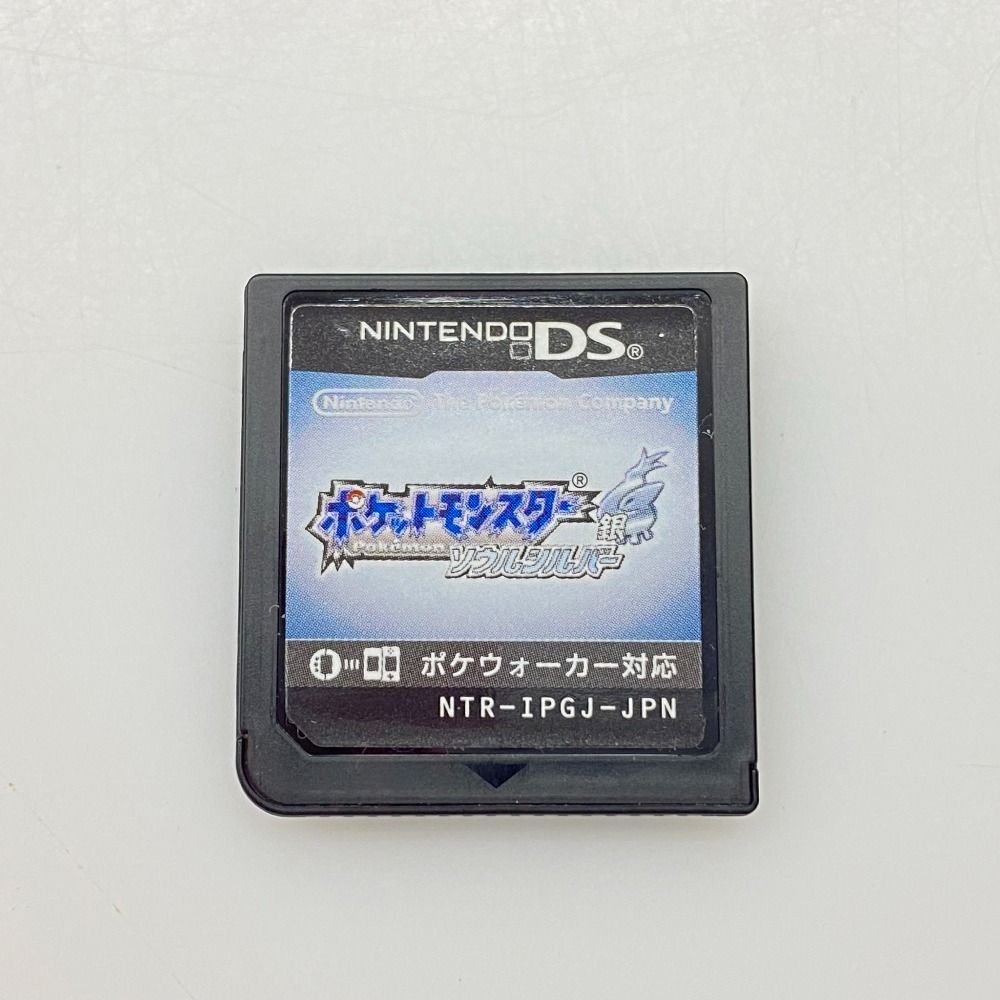 NINTENDO DS®
Nintendo The Pokémon Company
ポケットモンスター®
Pokémon
銀
ソウルシルバー
ポケウォーカー対応
NTR-IPGJ-JPN